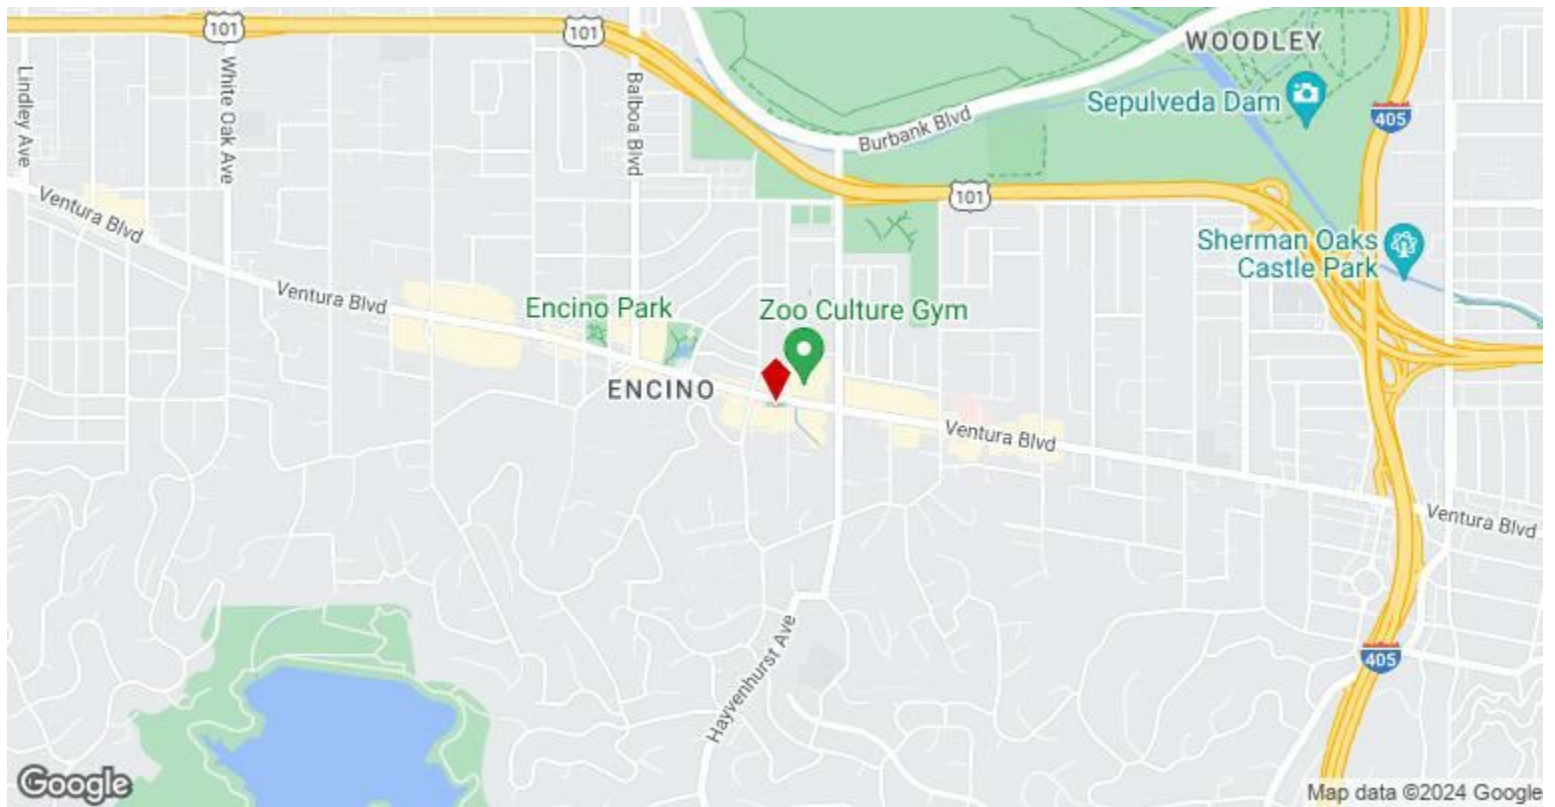 101
101
WOODLEY
Sepulveda Dam
405
Lindley Ave
White Oak Ave
Balboa Blvd
Burbank Blvd
101
Ventura Blvd
Sherman Oaks
Castle Park
Ventura Blvd
Encino Park
Zoo Culture Gym
ENCINO
Ventura Blvd
Ventura Blvd
Hayvenhurst Ave
405
Google
Map data ©2024 Google